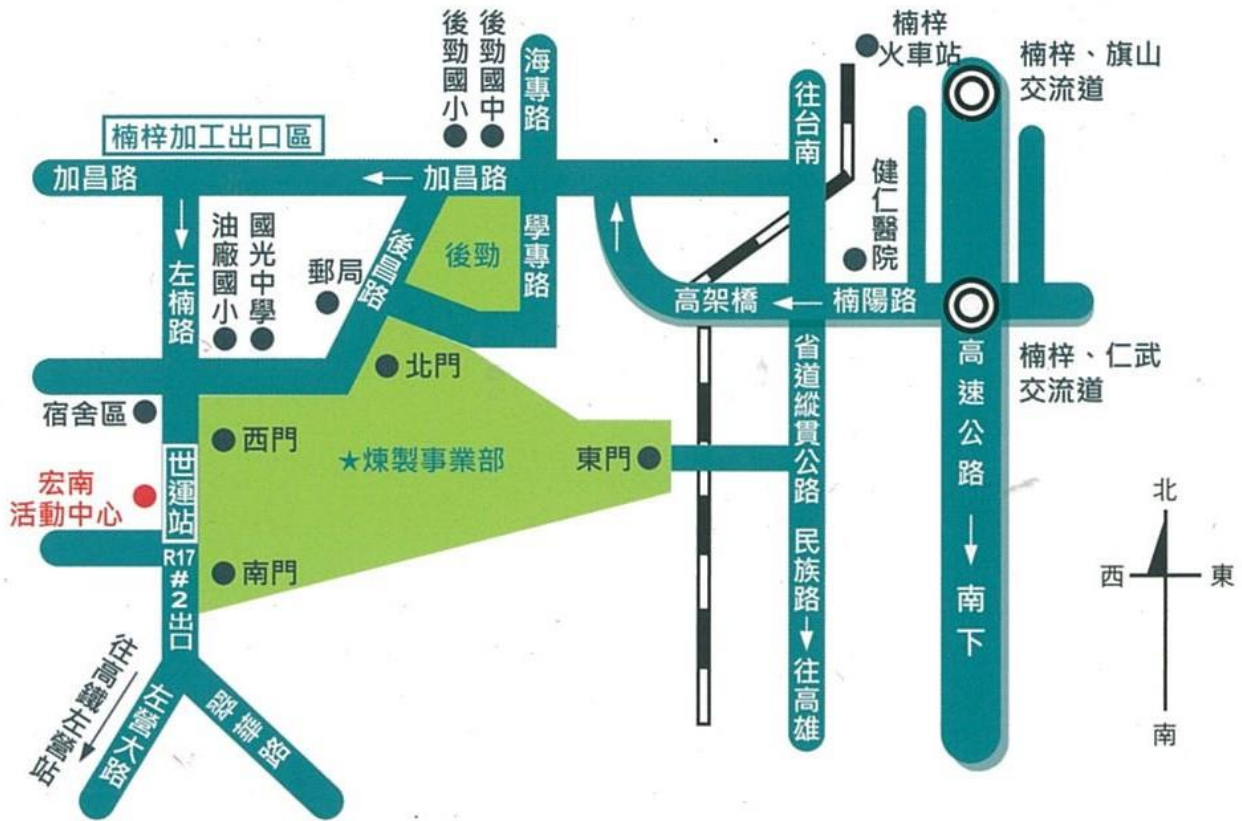 後勁國小
後勁國中
海專路
楠梓
火車站
楠梓、旗山
交流道
往台南
楠梓加工出口區
加昌路
加昌路
健仁醫院
左楠路
油廠國小
國光中學
郵局
後昌路
後勁
學專路
高架橋
楠陽路
北門
省道縱貫公路
高速公路
楠梓、仁武
交流道
宿舍區
西門
★煉製事業部
東門
宏南
活動中心
世運站
R17
#2出口
南門
民族路
往高雄
南下
北
西
東
南
往高鐵左營站
左營大路
翠華路